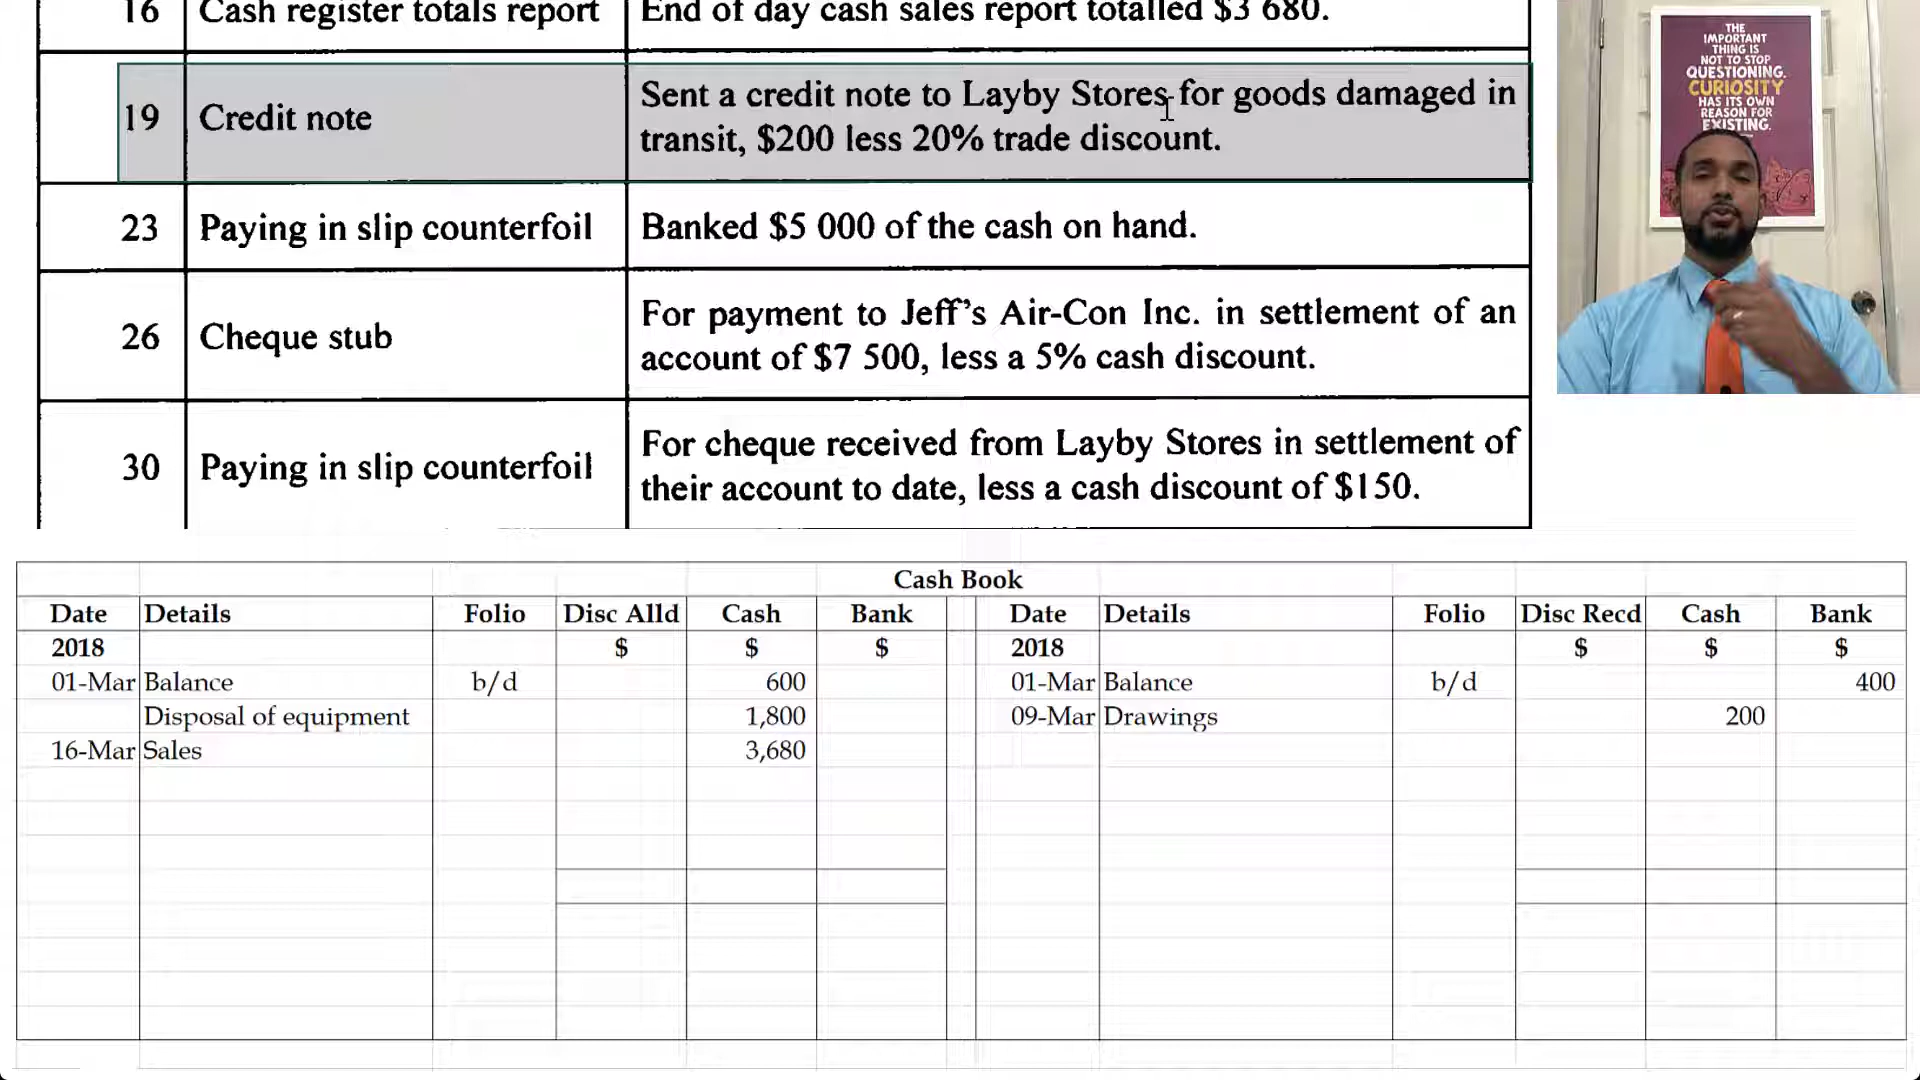 16 Cash register totals report End of day cash sales report totalled $3 680.
19 Credit note Sent a credit note to Layby Stores for goods damaged in
transit, $200 less 20% trade discount.
23 Paying in slip counterfoil Banked $5 000 of the cash on hand.
26 Cheque stub For payment to Jeff's Air-Con Inc. in settlement of an
account of $7 500, less a 5% cash discount.
30 Paying in slip counterfoil For cheque received from Layby Stores in settlement of
their account to date, less a cash discount of $150.
THE
IMPORTANT
THING IS
NOT TO STOP
QUESTIONING.
CURIOSITY
HAS ITS OWN
REASON FOR
EXISTING.
Cash Book
Date Details Folio Disc Alld Cash Bank Date Details Folio Disc Recd Cash Bank
2018 $ $ $ 2018 $ $ $
01-Mar Balance b/d 600 01-Mar Balance b/d 400
Disposal of equipment 1,800 09-Mar Drawings 200
16-Mar Sales 3,680